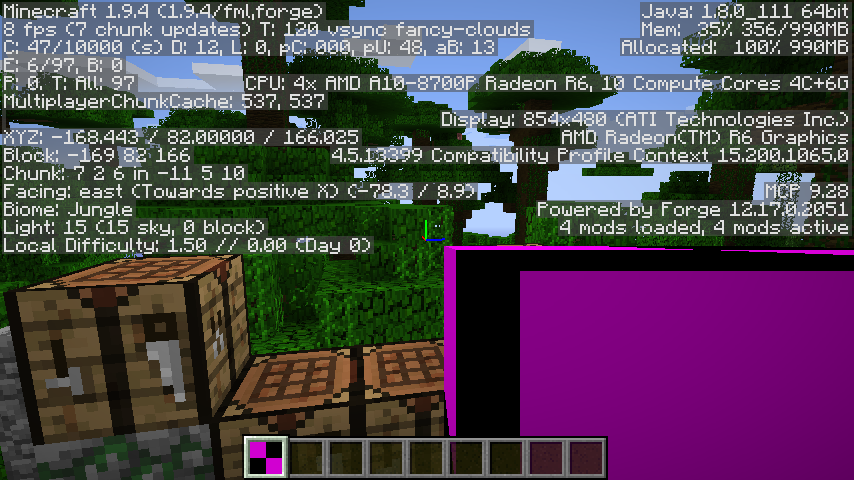 Minecraft 1.9.4 (1.9.4/fml,forge)
8 fps (7 chunk updates) T: 120 vsync fancy-clouds
C: 47/10000 (s) D: 12, L: 0, pC: 000, pU: 48, aB: 13
E: 6/97, B: 0
P: 0. T: All: 97
MultiplayerChunkCache: 537, 537
XYZ: -168.443 / 82.00000 / 166.025
Block: -169 82 166
Chunk: 7 2 6 in -11 5 10
Facing: east (Towards positive X) (-78.3 / 8.9)
Biome: Jungle
Light: 15 (15 sky, 0 block)
Local Difficulty: 1.50 // 0.00 (Day 0)
Java: 1.8.0_111 64bit
Mem: 35% 356/990MB
Allocated: 100% 990MB
CPU: 4x AMD A10-8700P Radeon R6, 10 Compute Cores 4C+6G
Display: 854x480 (ATI Technologies Inc.)
AMD Radeon(TM) R6 Graphics
4.5.13399 Compatibility Profile Context 15.200.1065.0
MCP 9.28
Powered by Forge 12.17.0.2051
4 mods loaded, 4 mods active